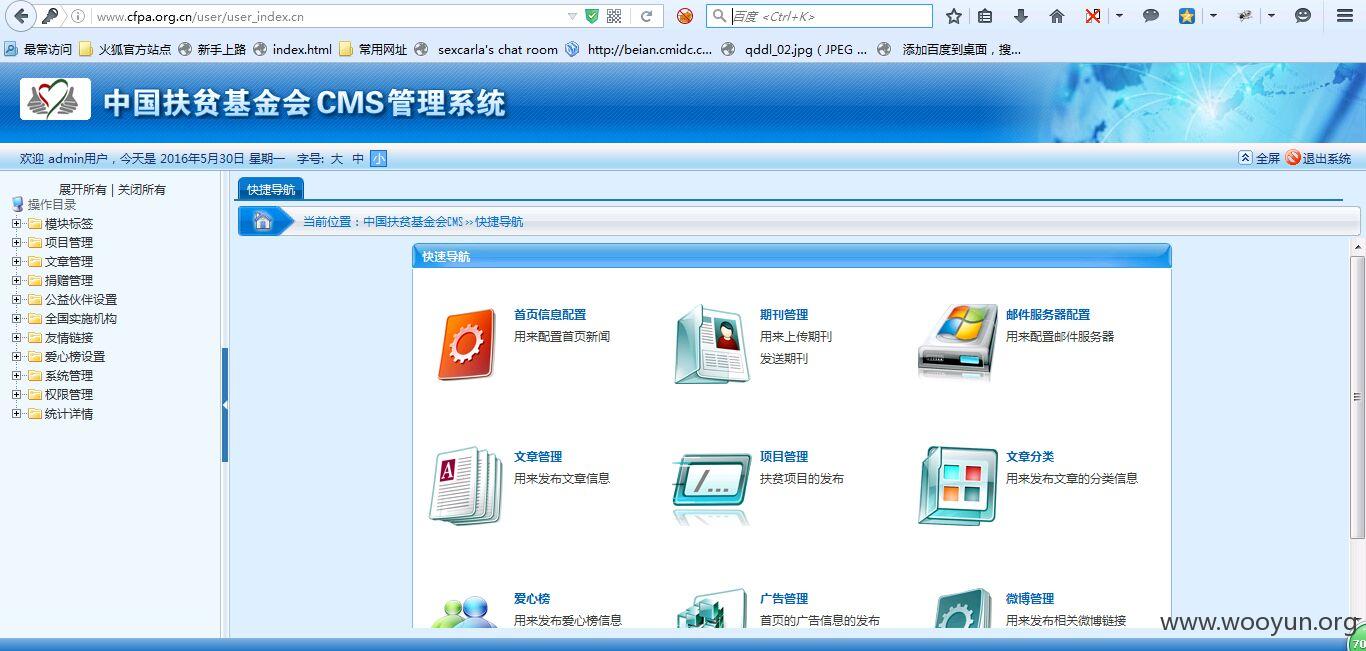 www.cfpa.org.cn/user/user_index.cn
百度 <Ctrl+K>
最常访问 火狐官方站点 新手上路 index.html 常用网址 sexcarla's chat room http://beian.cmidc.c... qddl_02.jpg ( JPEG ... 添加百度到桌面，搜...
中国扶贫基金会CMS管理系统
欢迎 admin用户，今天是 2016年5月30日 星期一 字号: 大 中 小
全屏 退出系统
展开所有 | 关闭所有
操作目录
模块标签
项目管理
文章管理
捐赠管理
公益伙伴设置
全国实施机构
友情链接
爱心榜设置
系统管理
权限管理
统计详情
快捷导航
当前位置：中国扶贫基金会CMS>>快捷导航
快速导航
首页信息配置
用来配置首页新闻
期刊管理
用来上传期刊
发送期刊
邮件服务器配置
用来配置邮件服务器
文章管理
用来发布文章信息
项目管理
扶贫项目的发布
文章分类
用来发布文章的分类信息
爱心榜
用来发布爱心榜信息
广告管理
首页的广告信息的发布
微博管理
用来发布相关微博链接
www.wooyun.org
70